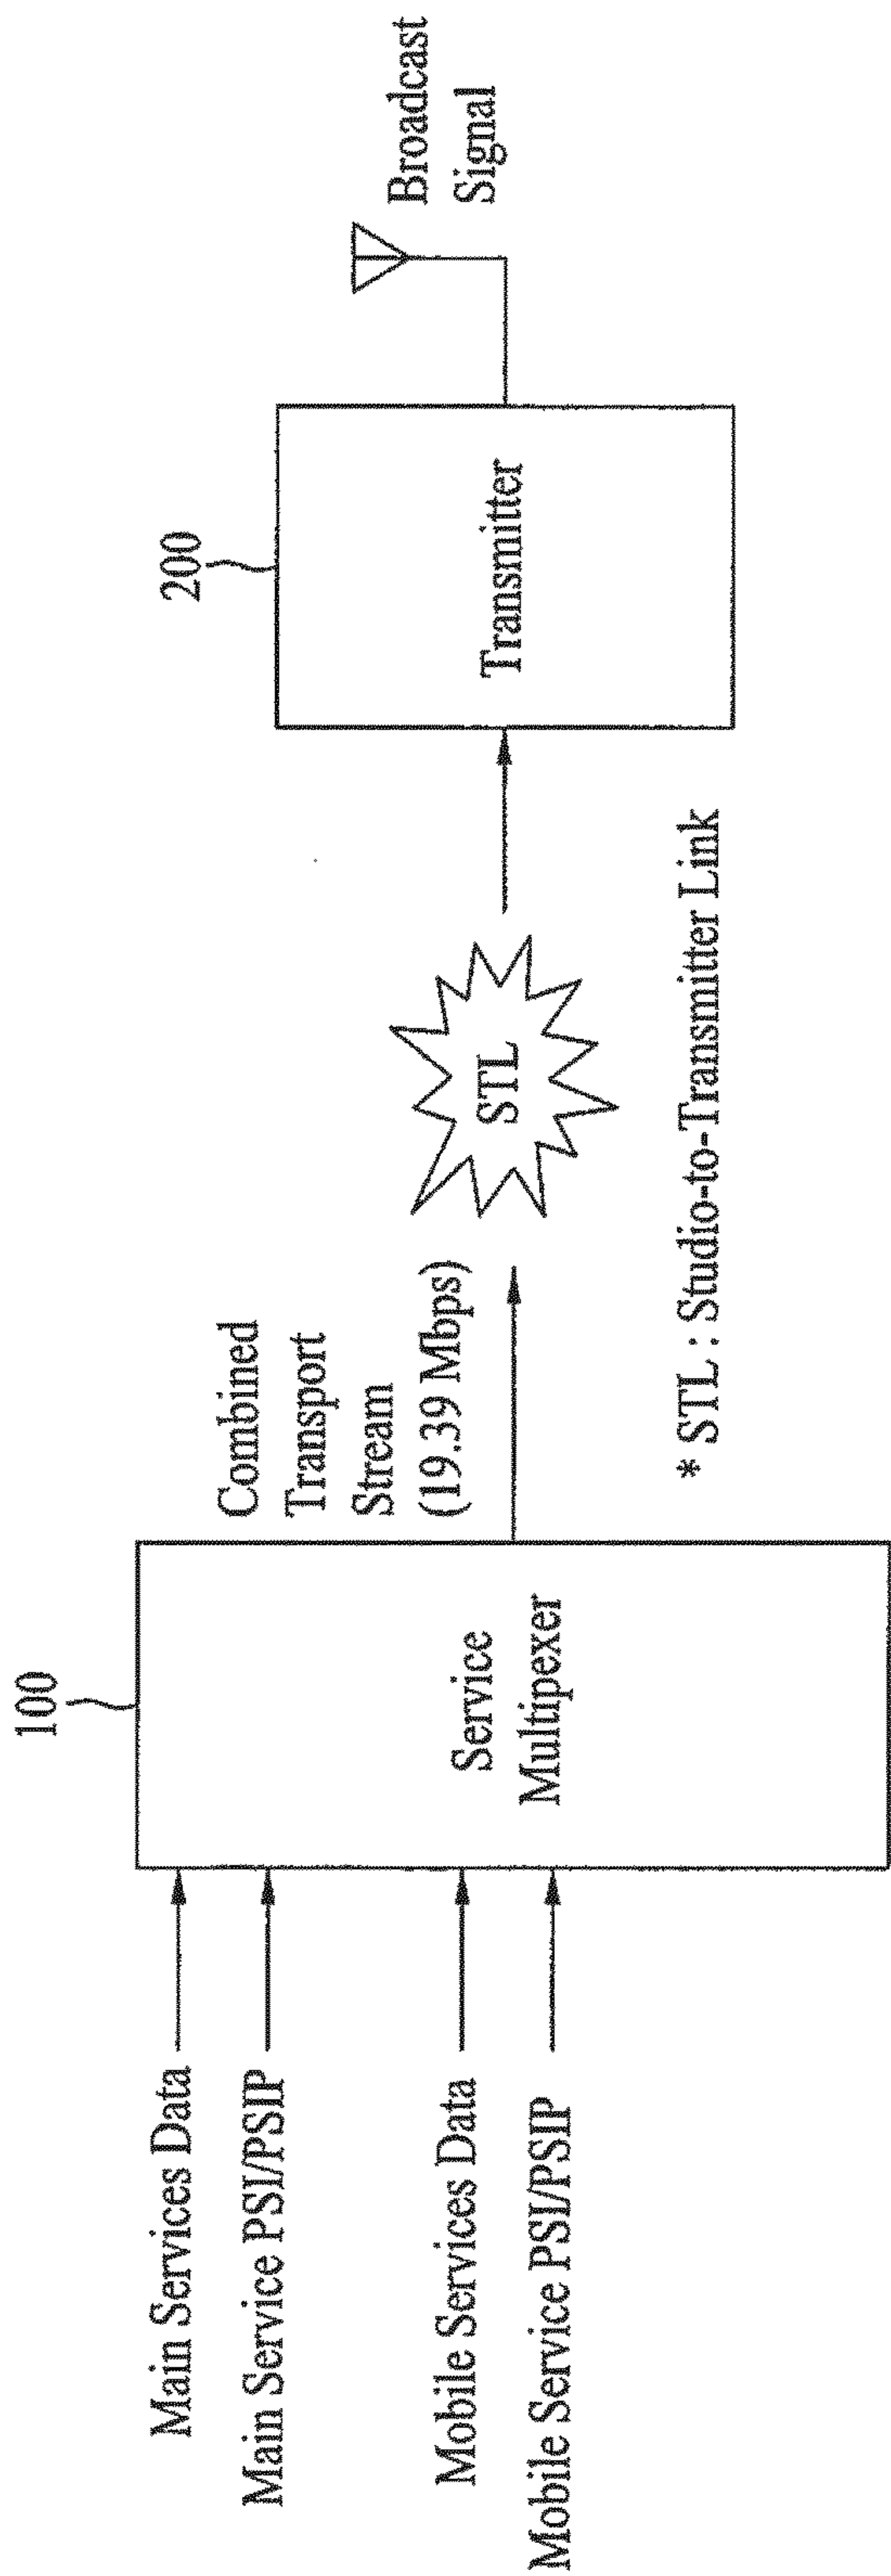 100
200
Main Services Data
Main Service PSI/PSIP
Mobile Services Data
Mobile Service PSI/PSIP
Service
Multipexer
Combined
Transport
Stream
(19.39 Mbps)
STL
Transmitter
Broadcast
Signal
* STL : Studio-to-Transmitter Link